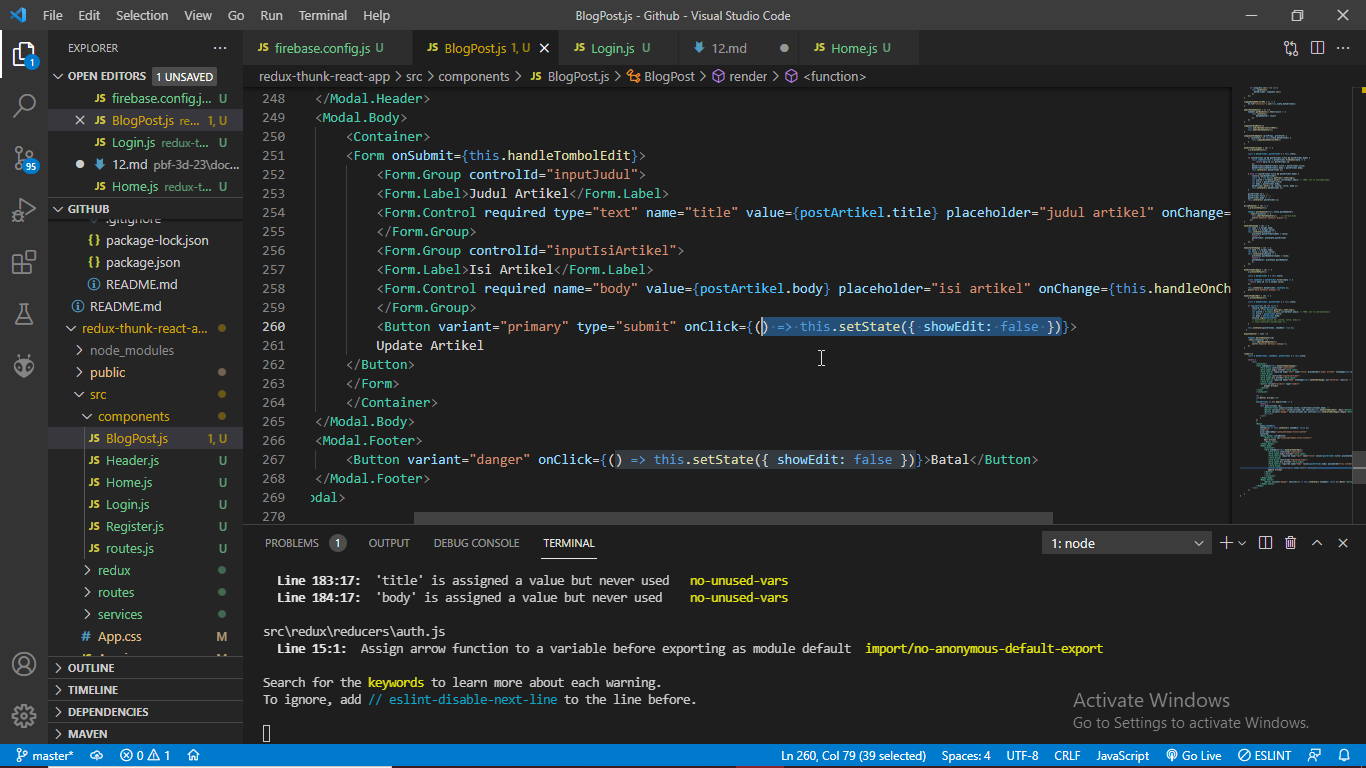 File Edit Selection View Go Run Terminal Help BlogPost.js - Github - Visual Studio Code
EXPLORER
OPEN EDITORS 1 UNSAVED
JS firebase.config.j... U
JS BlogPost.js re... 1, U
JS Login.js redux-t... U
12.md pbf-3d-23\doc...
JS Home.js redux-t... U
GITHUB
.gitignore
{} package-lock.json
{} package.json
README.md
README.md
redux-thunk-react-a...
node_modules
public
src
components
JS BlogPost.js 1, U
JS Header.js U
JS Home.js U
JS Login.js U
JS Register.js U
JS routes.js U
redux
routes
services
# App.css M
OUTLINE
TIMELINE
DEPENDENCIES
MAVEN
1
95
JS firebase.config.js U JS BlogPost.js 1, U JS Login.js U 12.md JS Home.js U
redux-thunk-react-app > src > components > JS BlogPost.js > BlogPost > render > <function>
248 </Modal.Header>
249 <Modal.Body>
250 <Container>
251 <Form onSubmit={this.handleTombolEdit}>
252 <Form.Group controlId="inputJudul">
253 <Form.Label>Judul Artikel</Form.Label>
254 <Form.Control required type="text" name="title" value={postArtikel.title} placeholder="judul artikel" onChange=
255 </Form.Group>
256 <Form.Group controlId="inputIsiArtikel">
257 <Form.Label>Isi Artikel</Form.Label>
258 <Form.Control required name="body" value={postArtikel.body} placeholder="isi artikel" onChange={this.handleOnCh
259 </Form.Group>
260 <Button variant="primary" type="submit" onClick={() => this.setState({ showEdit: false })}>
261 Update Artikel
262 </Button>
263 </Form>
264 </Container>
265 </Modal.Body>
266 <Modal.Footer>
267 <Button variant="danger" onClick={() => this.setState({ showEdit: false })}>Batal</Button>
268 </Modal.Footer>
269 odal>
270
PROBLEMS 1 OUTPUT DEBUG CONSOLE TERMINAL 1: node
Line 183:17: 'title' is assigned a value but never used no-unused-vars
Line 184:17: 'body' is assigned a value but never used no-unused-vars
src\redux\reducers\auth.js
Line 15:1: Assign arrow function to a variable before exporting as module default import/no-anonymous-default-export
Search for the keywords to learn more about each warning.
To ignore, add // eslint-disable-next-line to the line before.
Activate Windows
Go to Settings to activate Windows.
master* 0 1 Ln 260, Col 79 (39 selected) Spaces: 4 UTF-8 CRLF JavaScript Go Live ESLINT